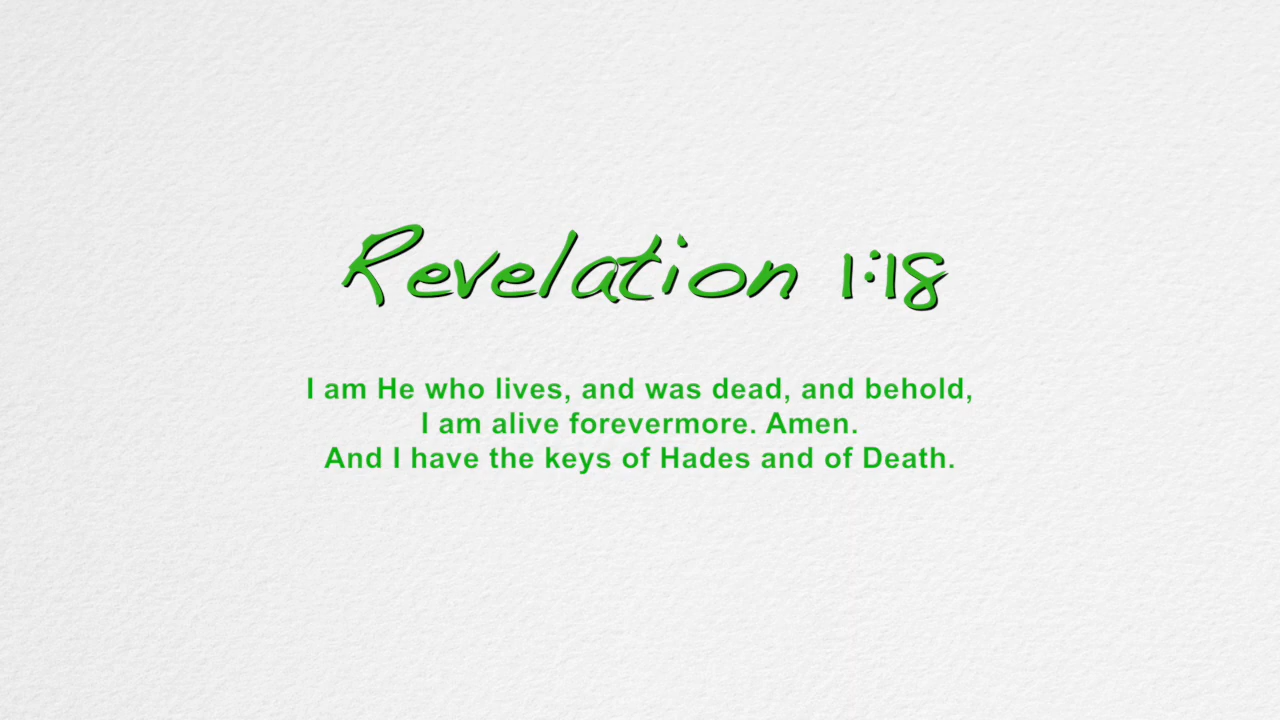 Revelation 1:18
I am He who lives, and was dead, and behold,
I am alive forevermore. Amen.
And I have the keys of Hades and of Death.